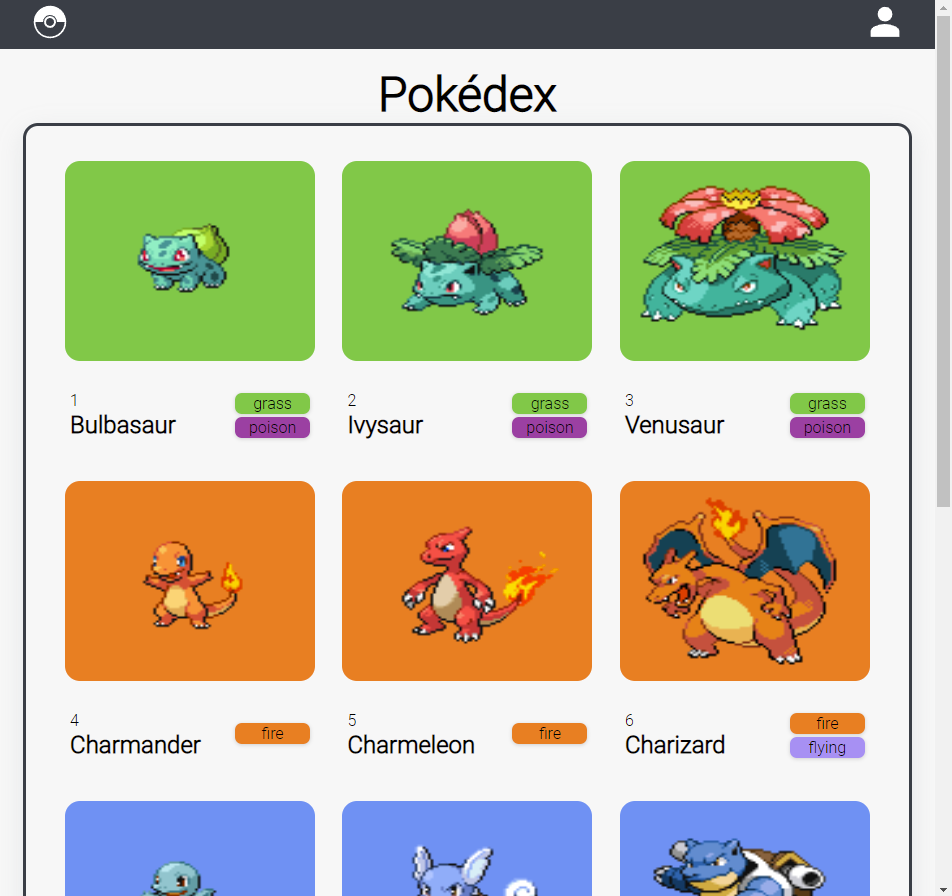 Pokédex
1
Bulbasaur
grass
poison
2
Ivysaur
grass
poison
3
Venusaur
grass
poison
4
Charmander
fire
5
Charmeleon
fire
6
Charizard
fire
flying